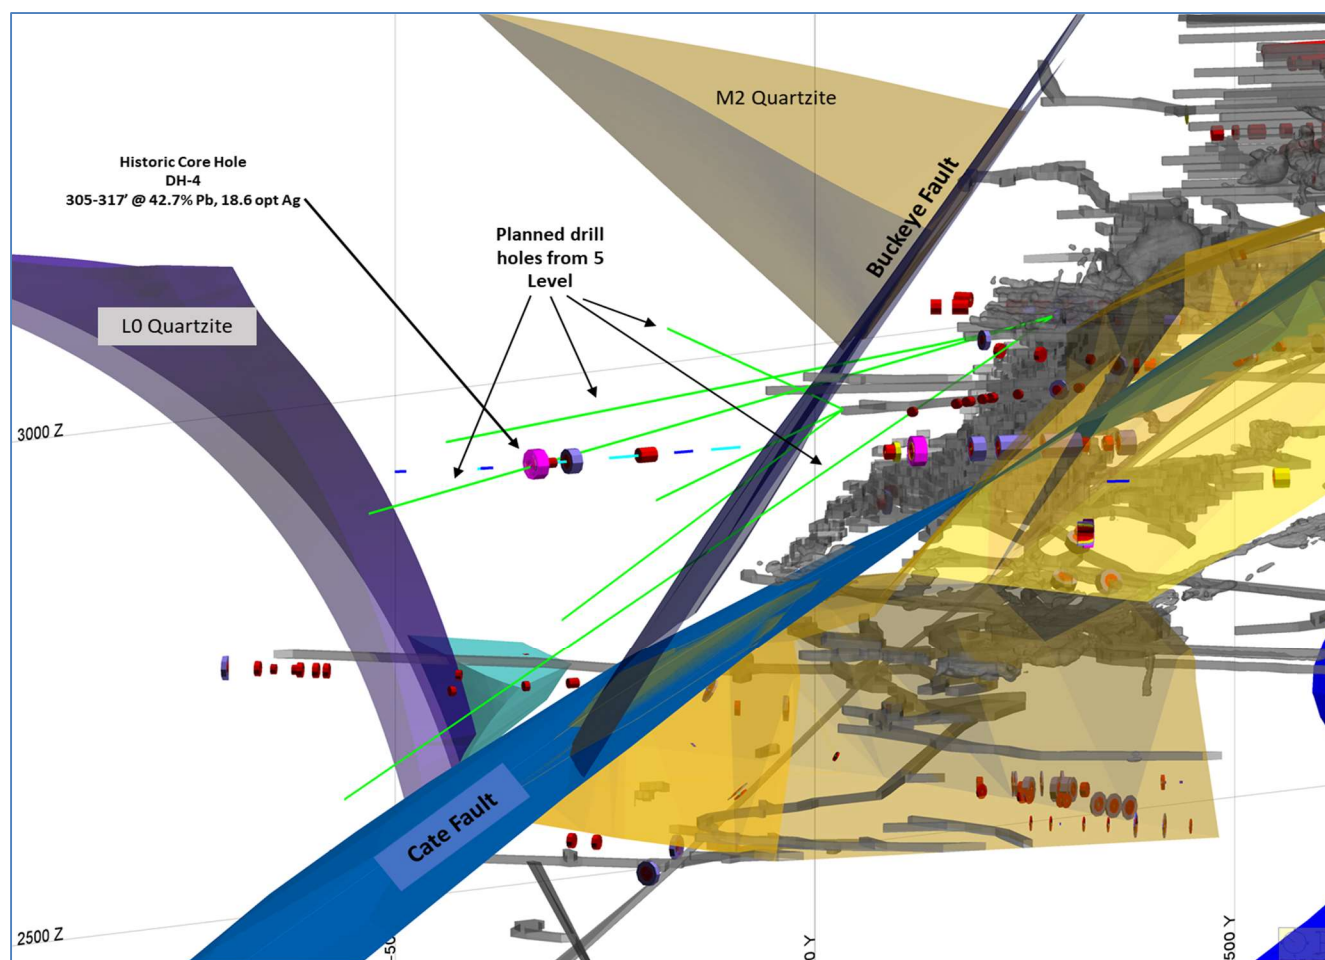 M2 Quartzite
Historic Core Hole
DH-4
305-317' @ 42.7% Pb, 18.6 opt Ag
Buckeye Fault
Planned drill
holes from 5
Level
L0 Quartzite
3000 Z
Cate Fault
2500 Z
0 Y
500 Y